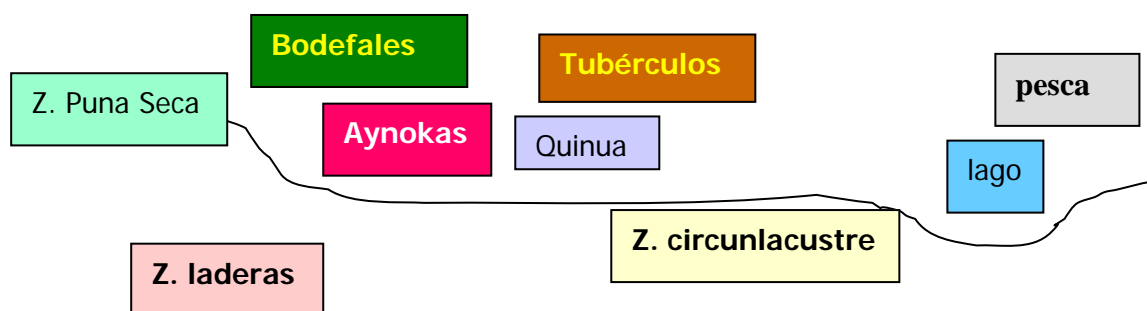 Bodefales
Tubérculos
pesca
Z. Puna Seca
Aynokas
Quinua
lago
Z. circunlacustre
Z. laderas